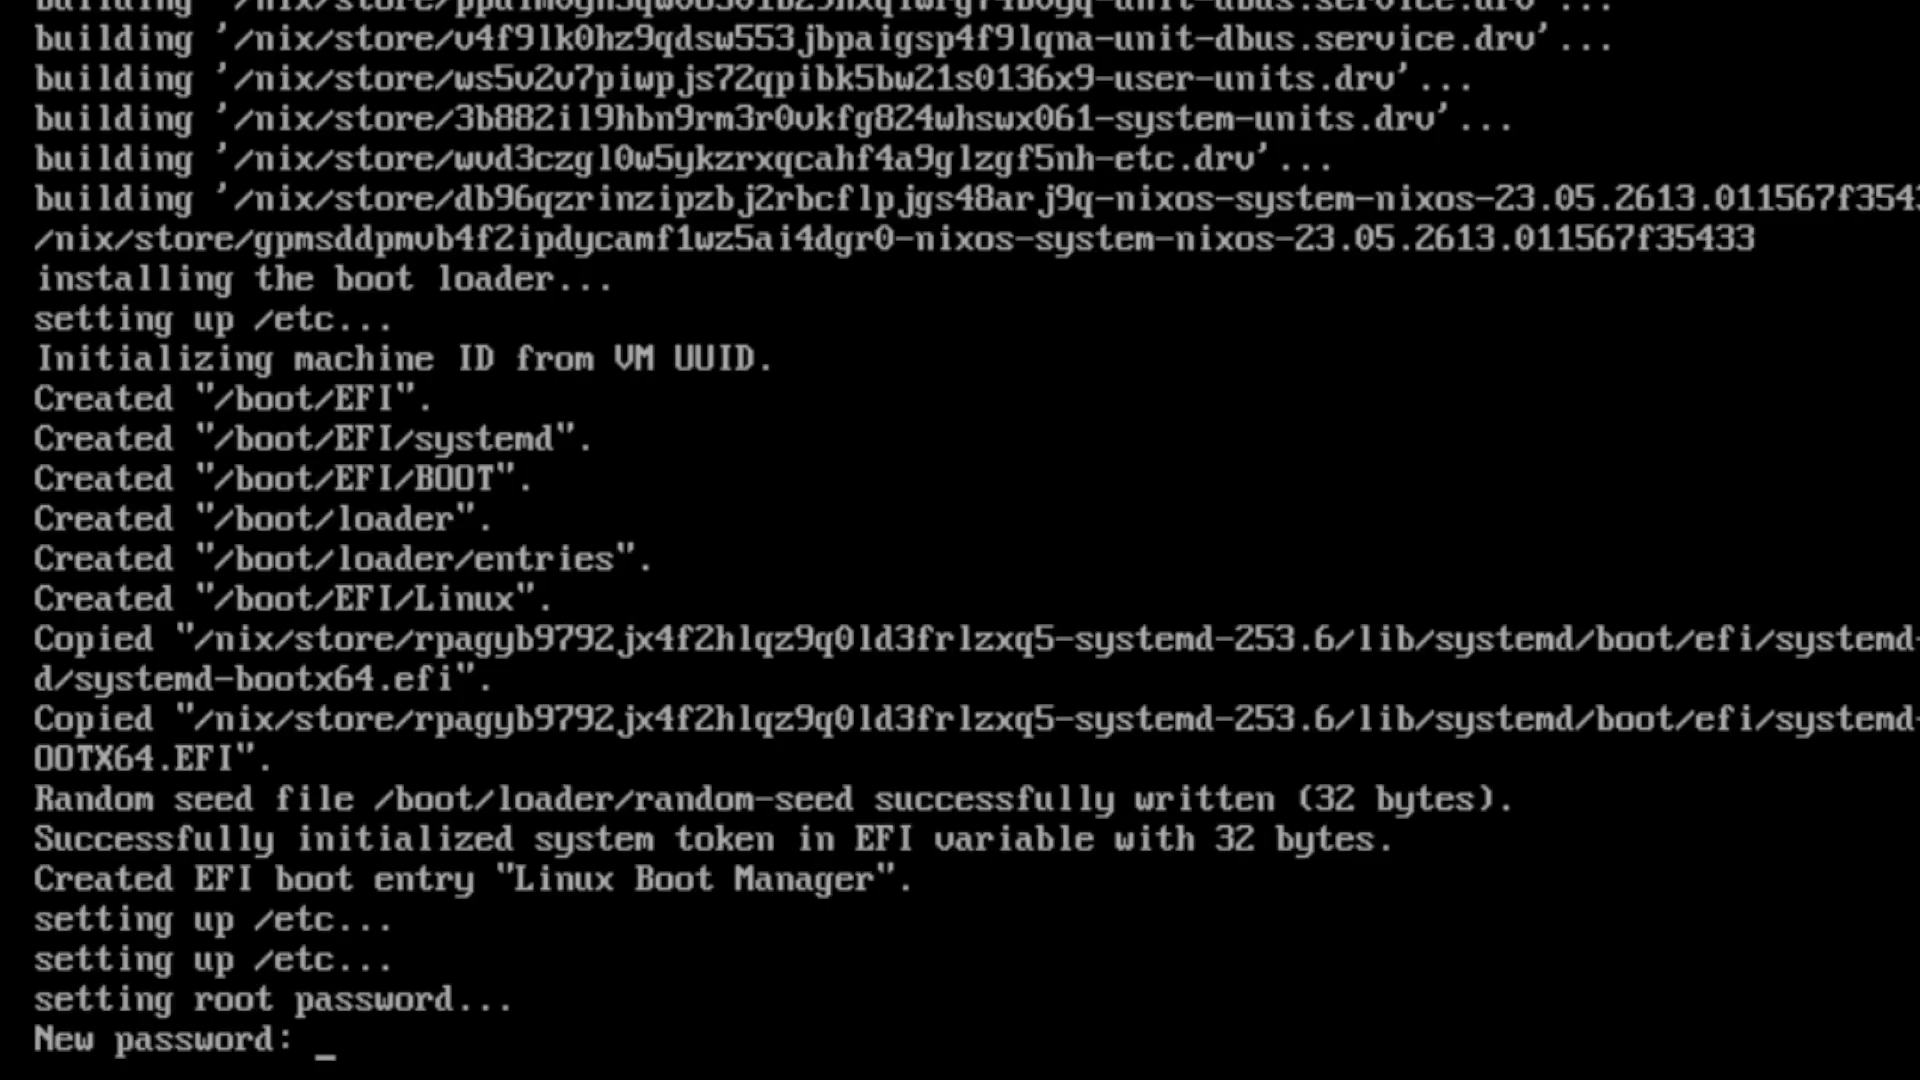 building '/nix/store/v4f9lk0hz9qdsw553jbpaigsp4f9lqna-unit-dbus.service.drv'...
building '/nix/store/ws5v2v7piwpjs72qpibk5bw21s0136x9-user-units.drv'...
building '/nix/store/3b882il9hbn9rm3r0vkfg824whswx061-system-units.drv'...
building '/nix/store/wvd3czgl0w5ykzrxqcahf4a9glzgf5nh-etc.drv'...
building '/nix/store/db96qzrinzipzbj2rbcflpjgs48arj9q-nixos-system-nixos-23.05.2613.011567f3543
/nix/store/gpmsddpmvb4f2ipdycamf1wz5ai4dgr0-nixos-system-nixos-23.05.2613.011567f35433
installing the boot loader...
setting up /etc...
Initializing machine ID from VM UUID.
Created "/boot/EFI".
Created "/boot/EFI/systemd".
Created "/boot/EFI/BOOT".
Created "/boot/loader".
Created "/boot/loader/entries".
Created "/boot/EFI/Linux".
Copied "/nix/store/rpagyb9792jx4f2hlqz9q0ld3frlzxq5-systemd-253.6/lib/systemd/boot/efi/systemd-
d/systemd-bootx64.efi".
Copied "/nix/store/rpagyb9792jx4f2hlqz9q0ld3frlzxq5-systemd-253.6/lib/systemd/boot/efi/systemd-
OOTX64.EFI".
Random seed file /boot/loader/random-seed successfully written (32 bytes).
Successfully initialized system token in EFI variable with 32 bytes.
Created EFI boot entry "Linux Boot Manager".
setting up /etc...
setting up /etc...
setting root password...
New password: _